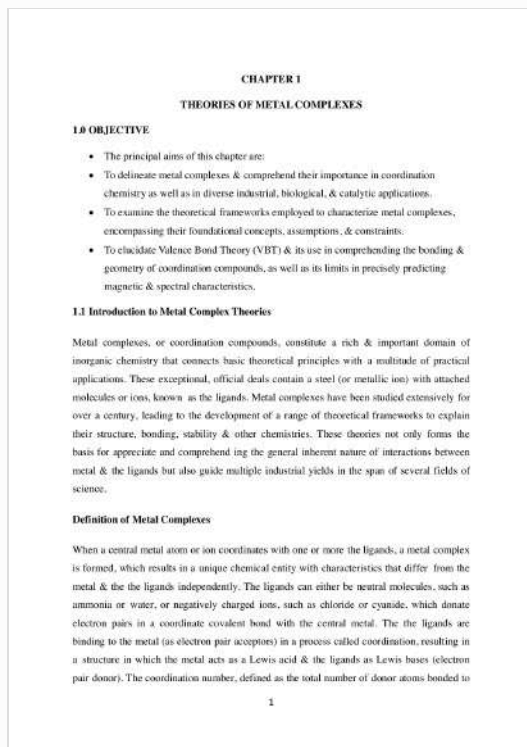 CHAPTER 1
THEORIES OF METAL COMPLEXES
1.0 OBJECTIVE
• The principal aims of this chapter are:
• To delineate metal complexes & comprehend their importance in coordination
chemistry as well as in diverse industrial, biological, & catalytic applications.
• To examine the theoretical frameworks employed to characterize metal complexes,
encompassing their foundational concepts, assumptions, & constraints.
• To elucidate Valence Bond Theory (VBT) & its use in comprehending the bonding &
geometry of coordination compounds, as well as its limits in precisely predicting
magnetic & spectral characteristics.
1.1 Introduction to Metal Complex Theories
Metal complexes, or coordination compounds, constitute a rich & important domain of
inorganic chemistry that connects basic theoretical principles with a multitude of practical
applications. These exceptional, official deals contain a steel (or metallic ion) with attached
molecules or ions, known as the ligands. Metal complexes have been studied extensively for
over a century, leading to the development of a range of theoretical frameworks to explain
their structure, bonding, stability & other chemistries. These theories not only forms the
basis for appreciate and comprehend ing the general inherent nature of interactions between
metal & the ligands but also guide multiple industrial yields in the span of several fields of
science.
Definition of Metal Complexes
When a central metal atom or ion coordinates with one or more the ligands, a metal complex
is formed, which results in a unique chemical entity with characteristics that differ from the
metal & the the ligands independently. The ligands can either be neutral molecules, such as
ammonia or water, or negatively charged ions, such as chloride or cyanide, which donate
electron pairs in a coordinate covalent bond with the central metal. The the ligands are
binding to the metal (as electron pair acceptors) in a process called coordination, resulting in
a structure in which the metal acts as a Lewis acid & the ligands as Lewis bases (electron
pair donor). The coordination number, defined as the total number of donor atoms bonded to
1